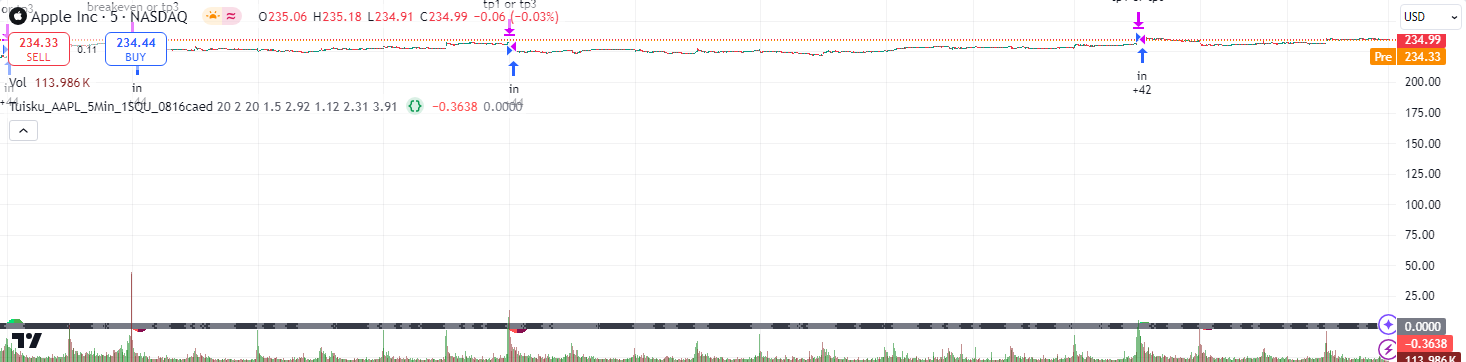 or tp3
breakeven or tp3
tp1 or tp3
Apple Inc · 5 · NASDAQ
O235.06 H235.18 L234.91 C234.99 −0.06 (−0.03%)
USD
234.33
SELL
0.11
234.44
BUY
234.99
Pre 234.33
Vol 113.986 K
in
in
in
in
+42
200.00
Tuisku_AAPL_5Min_1SQU_0816caed 20 2 20 1.5 2.92 1.12 2.31 3.91 −0.3638 0.0000
175.00
150.00
125.00
100.00
75.00
50.00
25.00
0.0000
−0.3638
113.986 K